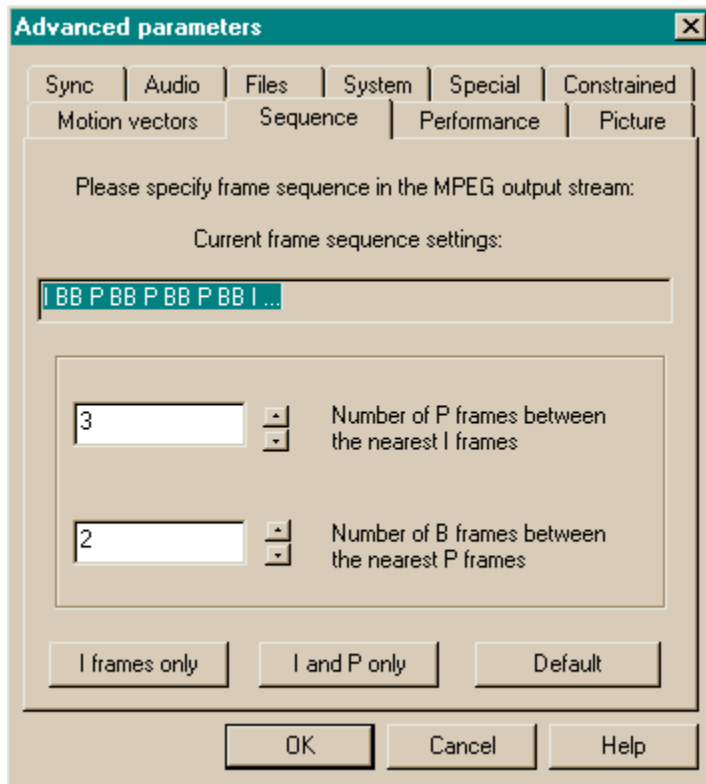 Advanced parameters
Sync Audio Files System Special Constrained
Motion vectors Sequence Performance Picture
Please specify frame sequence in the MPEG output stream:
Current frame sequence settings:
I BB P BB P BB P BB I ...
3
Number of P frames between
the nearest I frames
2
Number of B frames between
the nearest P frames
I frames only I and P only Default
OK Cancel Help